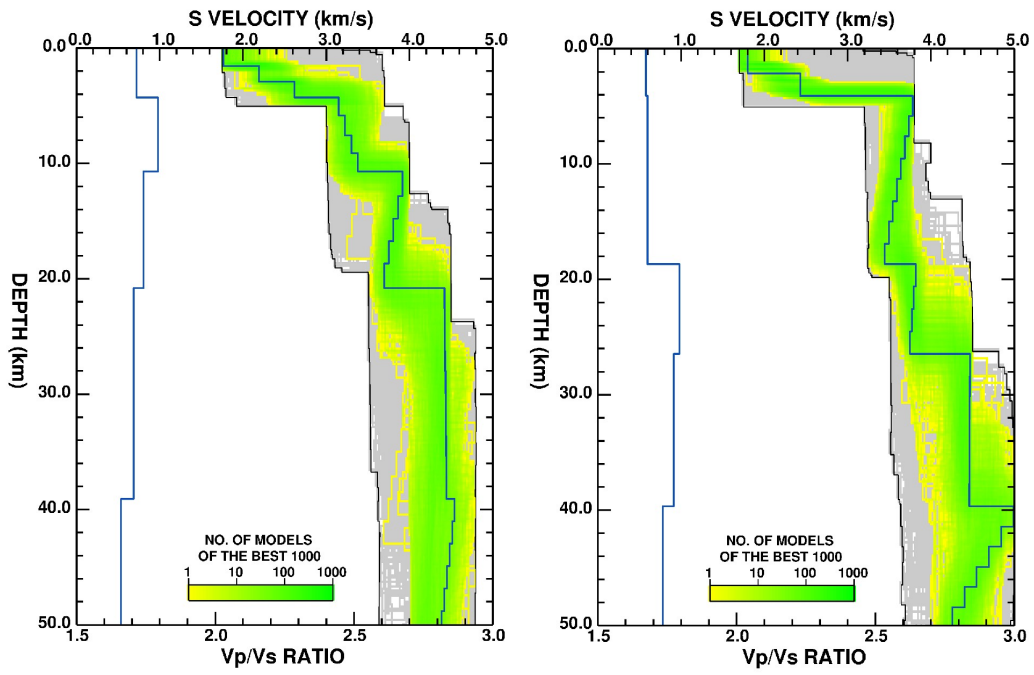 S VELOCITY (km/s)
0.0 1.0 2.0 3.0 4.0 5.0
0.0
10.0
20.0
30.0
40.0
50.0
DEPTH (km)
NO. OF MODELS
OF THE BEST 1000
1 10 100 1000
1.5 2.0 2.5 3.0
Vp/Vs RATIO
S VELOCITY (km/s)
0.0 1.0 2.0 3.0 4.0 5.0
0.0
10.0
20.0
30.0
40.0
50.0
DEPTH (km)
NO. OF MODELS
OF THE BEST 1000
1 10 100 1000
1.5 2.0 2.5 3.0
Vp/Vs RATIO